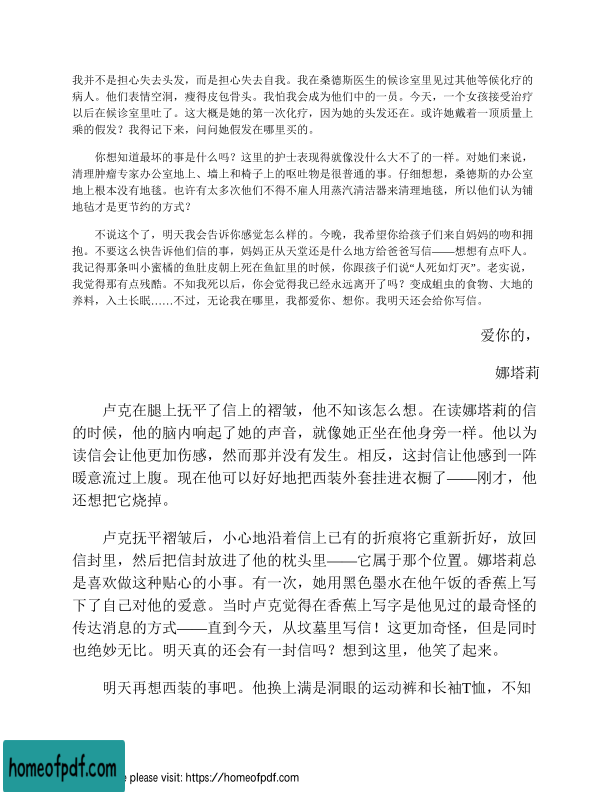 我并不是担心失去头发，而是担心失去自我。我在桑德斯医生的候诊室里见过其他等候化疗的
病人。他们表情空洞，瘦得皮包骨头。我怕我会成为他们中的一员。今天，一个女孩接受治疗
以后在候诊室里吐了。这大概是她的第一次化疗，因为她的头发还在。或许她戴着一顶质量上
乘的假发？我得记下来，问问她假发在哪里买的。
你想知道最坏的事是什么吗？这里的护士表现得就像没什么大不了的一样。对她们来说，
清理肿瘤专家办公室地上、墙上和椅子上的呕吐物是很普通的事。仔细想想，桑德斯的办公室
地上根本没有地毯。也许有太多次他们不得不雇人用蒸汽清洁器来清理地毯，所以他们认为铺
地毡才是更节约的方式？
不说这个了，明天我会告诉你感觉怎么样的。今晚，我希望你给孩子们来自妈妈的吻和拥
抱。不要这么快告诉他们信的事，妈妈正从天堂还是什么地方给爸爸写信——想想有点吓人。
我记得那条叫小蜜橘的鱼肚皮朝上死在鱼缸里的时候，你跟孩子们说“人死如灯灭”。老实说，
我觉得那有点残酷。不知我死以后，你会觉得我已经永远离开了吗？变成蛆虫的食物、大地的
养料，入土长眠……不过，无论我在哪里，我都爱你、想你。我明天还会给你写信。
爱你的，
娜塔莉
卢克在腿上抚平了信上的褶皱，他不知该怎么想。在读娜塔莉的信
的时候，他的脑内响起了她的声音，就像她正坐在他身旁一样。他以为
读信会让他更加伤感，然而那并没有发生。相反，这封信让他感到一阵
暖意流过上腹。现在他可以好好地把西装外套挂进衣橱了——刚才，他
还想把它烧掉。
卢克抚平褶皱后，小心地沿着信上已有的折痕将它重新折好，放回
信封里，然后把信封放进了他的枕头里——它属于那个位置。娜塔莉总
是喜欢做这种贴心的小事。有一次，她用黑色墨水在他午饭的香蕉上写
下了自己对他的爱意。当时卢克觉得在香蕉上写字是他见过的最奇怪的
传达消息的方式——直到今天，从坟墓里写信！这更加奇怪，但是同时
也绝妙无比。明天真的还会有一封信吗？想到这里，他笑了起来。
明天再想西装的事吧。他换上满是洞眼的运动裤和长袖T恤，不知
homeofpdf.com
please visit: https://homeofpdf.com